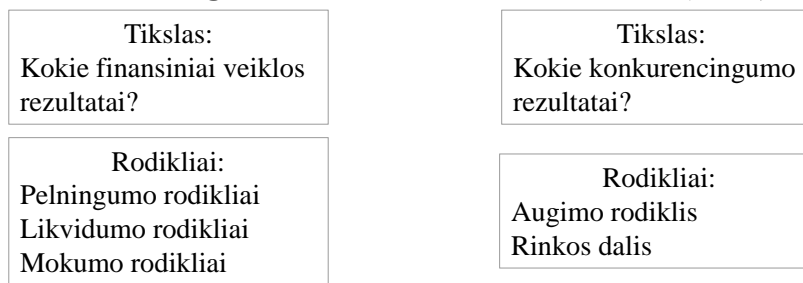 Tikslas:
Kokie finansiniai veiklos
rezultatai?
Tikslas:
Kokie konkurencingumo
rezultatai?
Rodikliai:
Pelningumo rodikliai
Likvidumo rodikliai
Mokumo rodikliai
Rodikliai:
Augimo rodiklis
Rinkos dalis